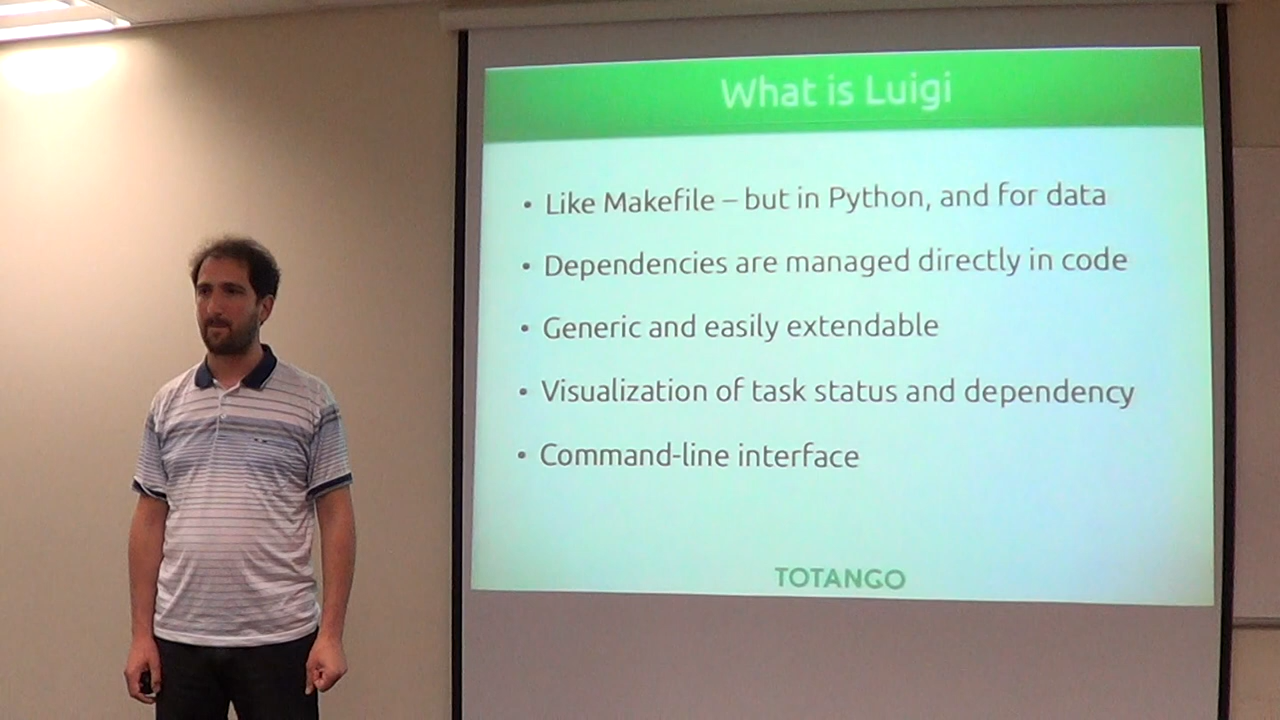 What is Luigi
• Like Makefile – but in Python, and for data
• Dependencies are managed directly in code
• Generic and easily extendable
• Visualization of task status and dependency
• Command-line interface
TOTANGO